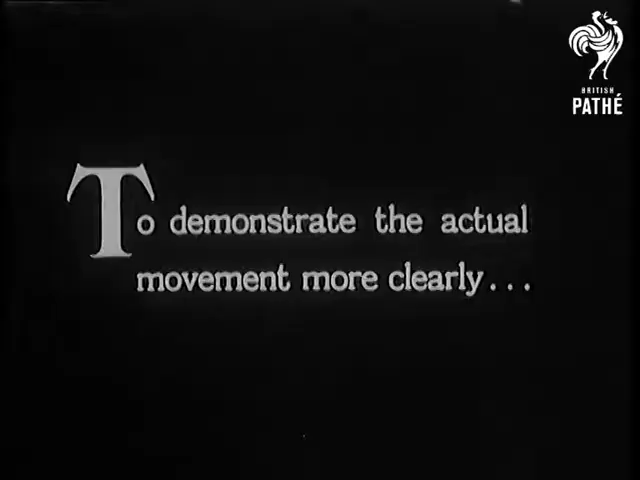 BRITISH
PATHÉ
To demonstrate the actual
movement more clearly...